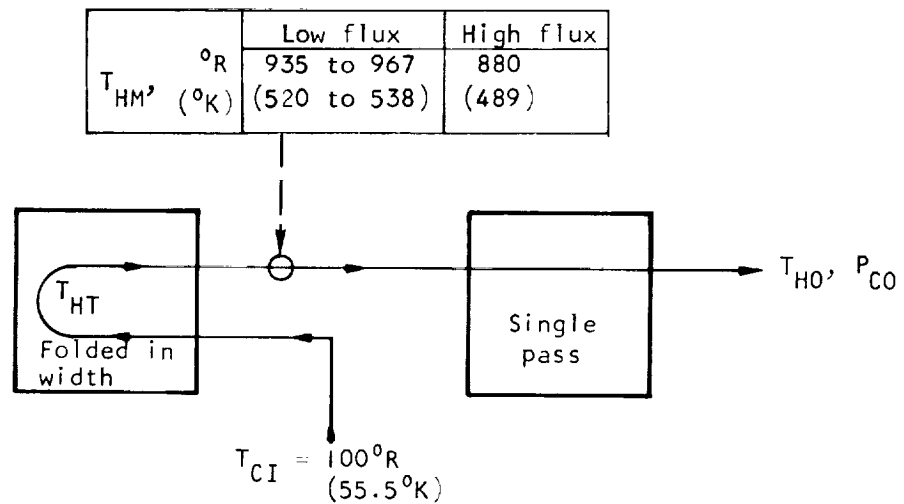 Low flux High flux
T_HM, °R 935 to 967 880
(°K) (520 to 538) (489)
T_HT
Folded in
width
Single
pass
T_HO, P_CO
T_CI = 100°R
(55.5°K)